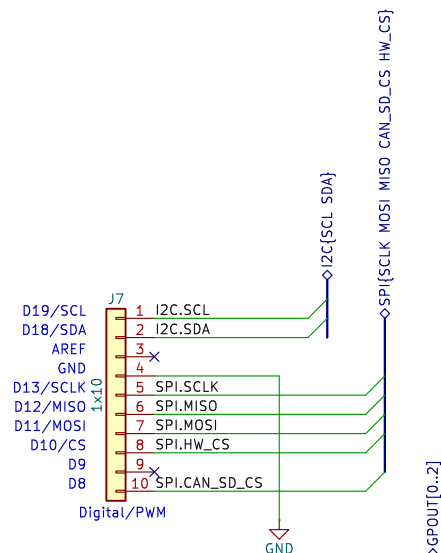 SPI{SCLK MOSI MISO CAN_SD_CS HW_CS}
I2C{SCL SDA}
J7
D19/SCL 1 I2C.SCL
D18/SDA 2 I2C.SDA
AREF 3
GND 4
D13/SCLK 5 SPI.SCLK
D12/MISO 6 SPI.MISO
D11/MOSI 7 SPI.MOSI
D10/CS 8 SPI.HW_CS
D9 9
D8 10 SPI.CAN_SD_CS
1x10
Digital/PWM
GND
GPOUT[0..2]